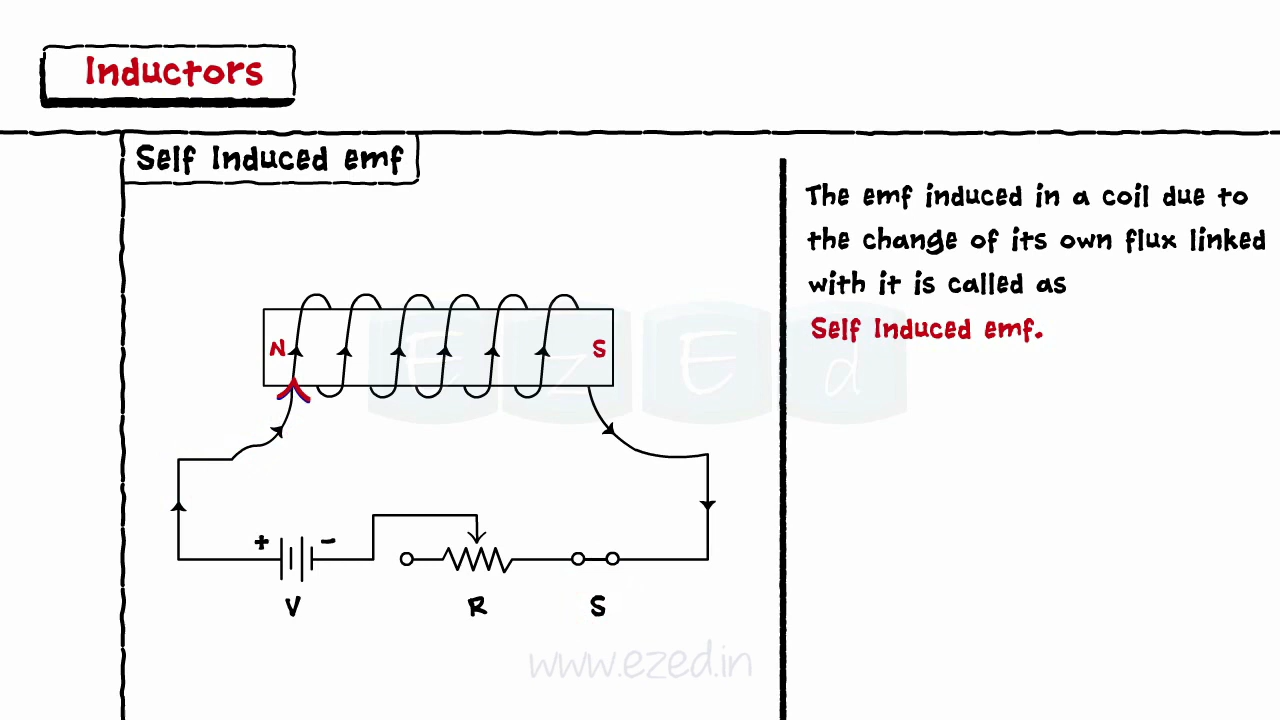 Inductors
Self Induced emf
The emf induced in a coil due to
the change of its own flux linked
with it is called as
Self Induced emf.
N
S
E z E d
+ -
V
R
S
www.ezed.in